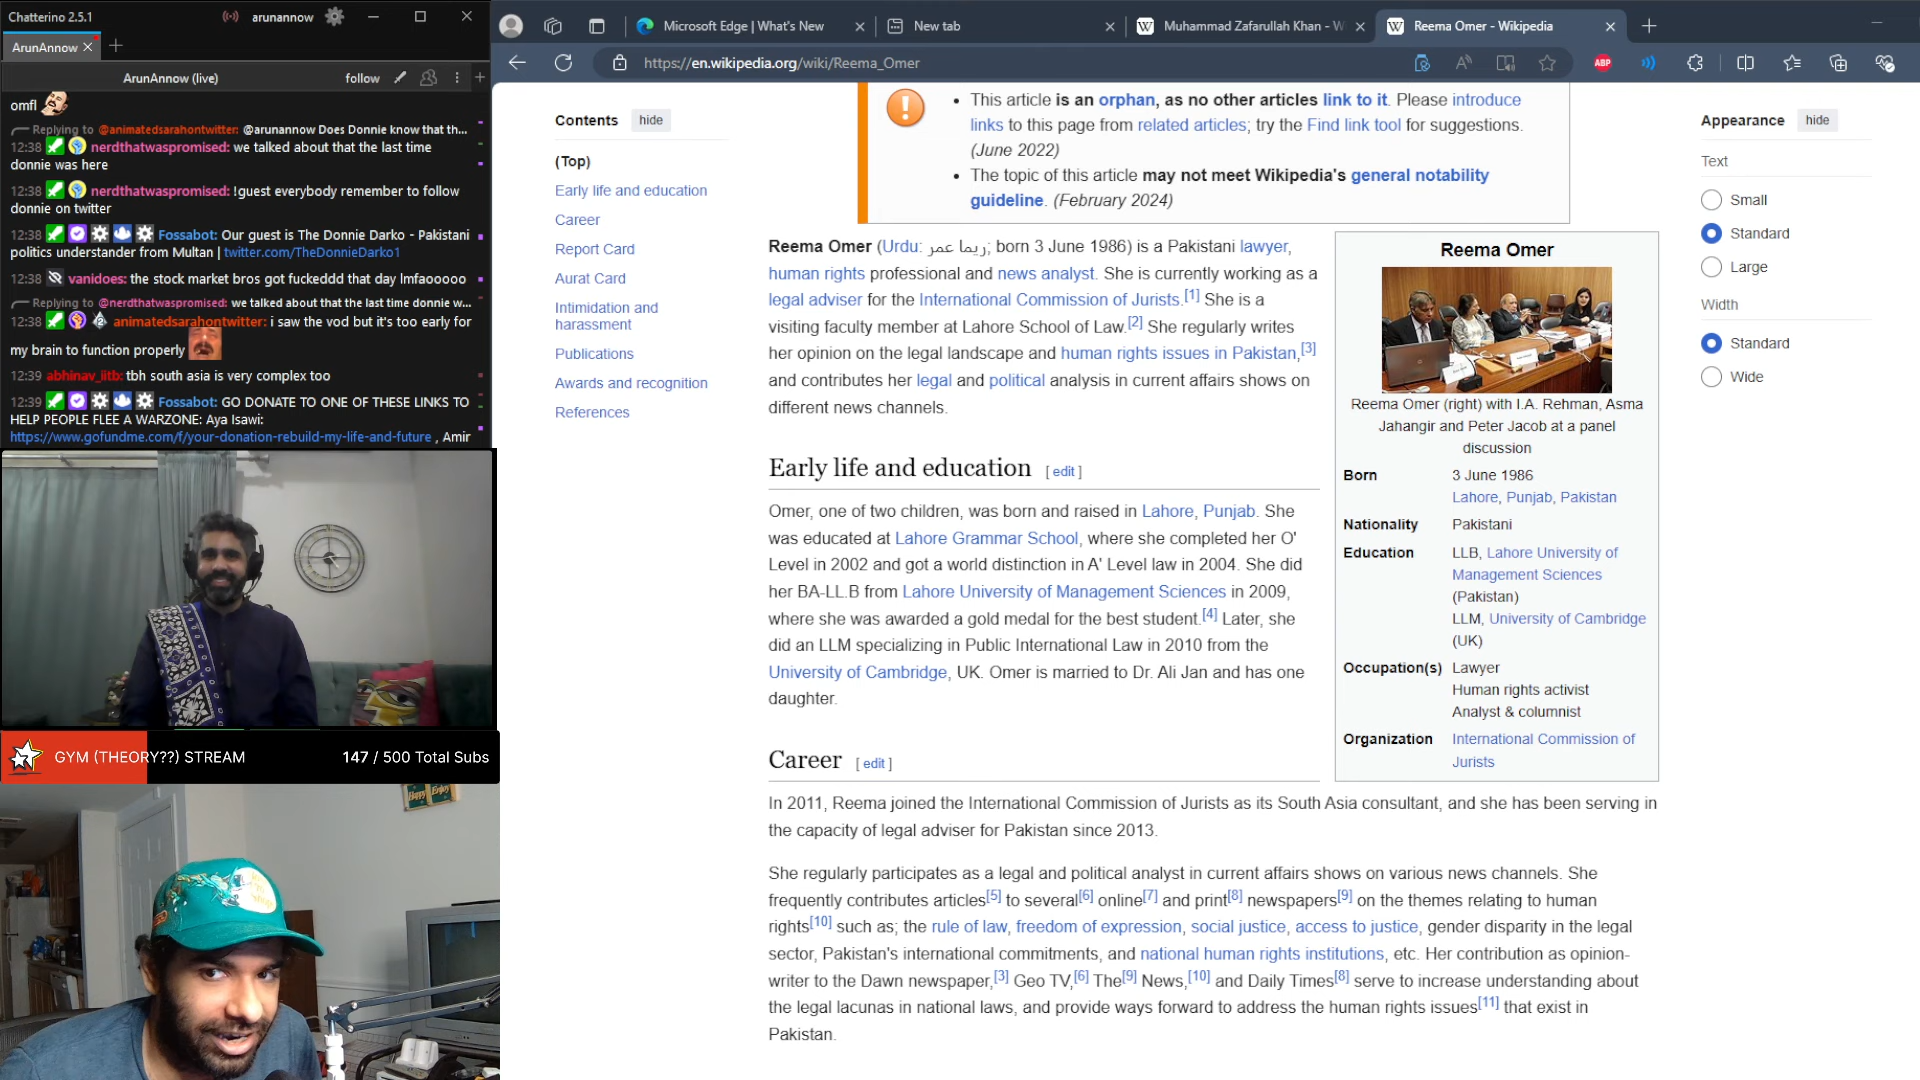 Chatterino 2.5.1
arunannow
ArunAnnow
ArunAnnow (live)
follow
omfl
Replying to @animatedsarahontwitter: @arunannow Does Donnie know that th...
12:38 nerdthatwaspromised: we talked about that the last time
donnie was here
12:38 nerdthatwaspromised: !guest everybody remember to follow
donnie on twitter
12:38 Fossabot: Our guest is The Donnie Darko - Pakistani
politics understander from Multan | twitter.com/TheDonnieDarko1
12:38 vanidoes: the stock market bros got fuckeddd that day lmfaooooo
Replying to @nerdthatwaspromised: we talked about that the last time donnie w...
12:38 animatedsarahontwitter: i saw the vod but it's too early for
my brain to function properly
12:39 abhinav_iitb: tbh south asia is very complex too
12:39 Fossabot: GO DONATE TO ONE OF THESE LINKS TO
HELP PEOPLE FLEE A WARZONE: Aya Isawi:
https://www.gofundme.com/f/your-donation-rebuild-my-life-and-future , Amir
GYM (THEORY??) STREAM
147 / 500 Total Subs
Microsoft Edge | What's New
New tab
Muhammad Zafarullah Khan - W
Reema Omer - Wikipedia
https://en.wikipedia.org/wiki/Reema_Omer
ABP
Contents
hide
(Top)
Early life and education
Career
Report Card
Aurat Card
Intimidation and
harassment
Publications
Awards and recognition
References
This article is an orphan, as no other articles link to it. Please introduce
links to this page from related articles; try the Find link tool for suggestions.
(June 2022)
The topic of this article may not meet Wikipedia's general notability
guideline. (February 2024)
Reema Omer (Urdu: ریما عمر; born 3 June 1986) is a Pakistani lawyer,
human rights professional and news analyst. She is currently working as a
legal adviser for the International Commission of Jurists.[1] She is a
visiting faculty member at Lahore School of Law.[2] She regularly writes
her opinion on the legal landscape and human rights issues in Pakistan,[3]
and contributes her legal and political analysis in current affairs shows on
different news channels.
Early life and education [ edit ]
Omer, one of two children, was born and raised in Lahore, Punjab. She
was educated at Lahore Grammar School, where she completed her O'
Level in 2002 and got a world distinction in A' Level law in 2004. She did
her BA-LL.B from Lahore University of Management Sciences in 2009,
where she was awarded a gold medal for the best student.[4] Later, she
did an LLM specializing in Public International Law in 2010 from the
University of Cambridge, UK. Omer is married to Dr. Ali Jan and has one
daughter.
Career [ edit ]
In 2011, Reema joined the International Commission of Jurists as its South Asia consultant, and she has been serving in
the capacity of legal adviser for Pakistan since 2013.
She regularly participates as a legal and political analyst in current affairs shows on various news channels. She
frequently contributes articles[5] to several[6] online[7] and print[8] newspapers[9] on the themes relating to human
rights[10] such as; the rule of law, freedom of expression, social justice, access to justice, gender disparity in the legal
sector, Pakistan's international commitments, and national human rights institutions, etc. Her contribution as opinion-
writer to the Dawn newspaper,[3] Geo TV,[6] The[9] News,[10] and Daily Times[8] serve to increase understanding about
the legal lacunas in national laws, and provide ways forward to address the human rights issues[11] that exist in
Pakistan.
Reema Omer
Reema Omer (right) with I.A. Rehman, Asma
Jahangir and Peter Jacob at a panel
discussion
Born 3 June 1986
Lahore, Punjab, Pakistan
Nationality Pakistani
Education LLB, Lahore University of
Management Sciences
(Pakistan)
LLM, University of Cambridge
(UK)
Occupation(s) Lawyer
Human rights activist
Analyst & columnist
Organization International Commission of
Jurists
Appearance
hide
Text
Small
Standard
Large
Width
Standard
Wide